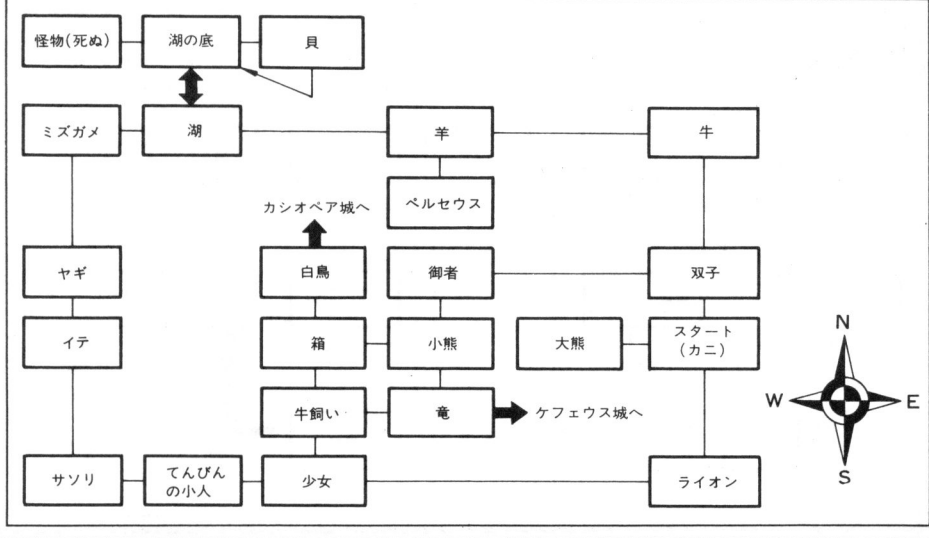 怪物(死ぬ)
湖の底
貝
ミズガメ
湖
羊
牛
ペルセウス
カシオペア城へ
ヤギ
白鳥
御者
双子
イテ
箱
小熊
大熊
スタート
(カニ)
牛飼い
竜
ケフェウス城へ
サソリ
てんびん
の小人
少女
ライオン
N
W
E
S